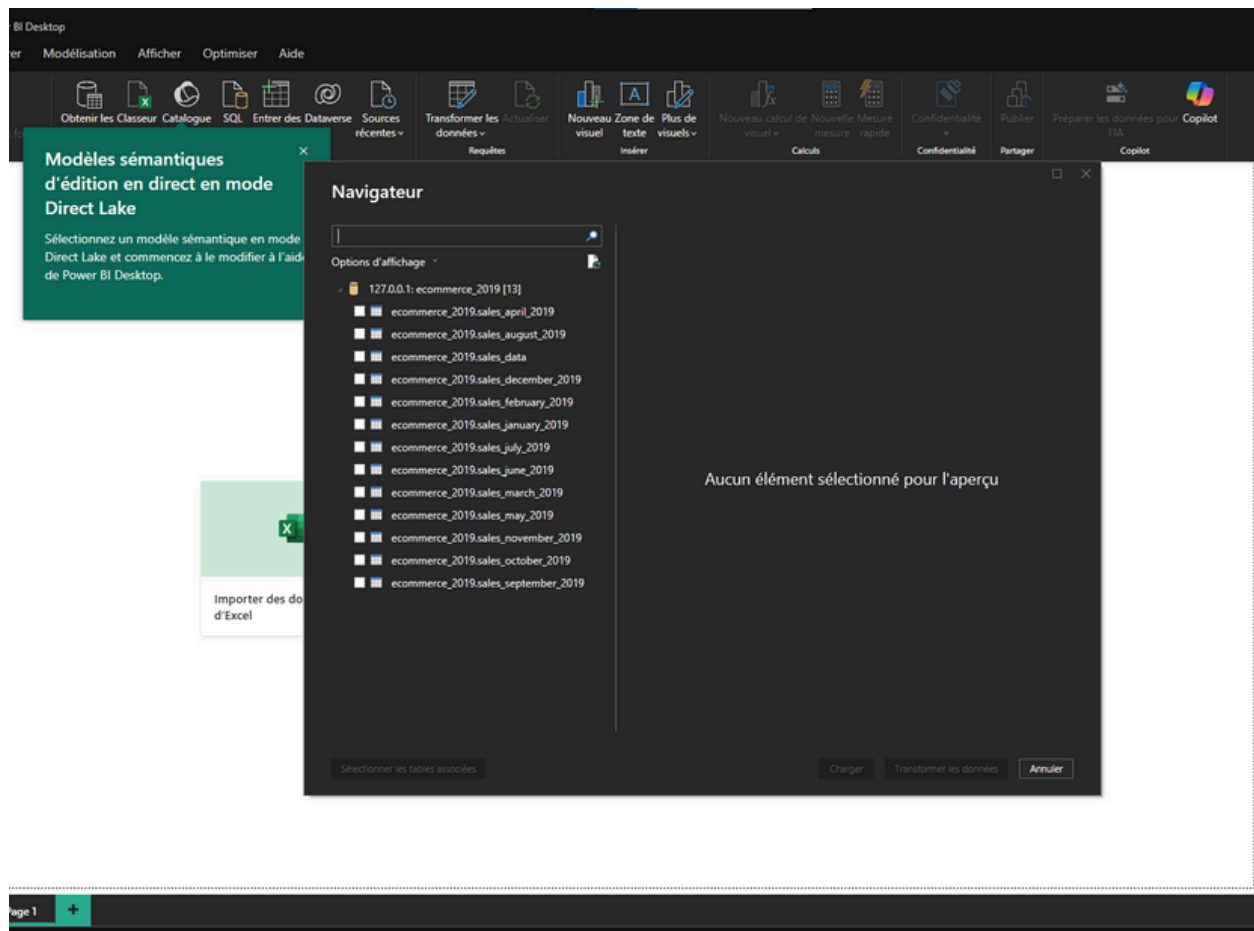 BI Desktop
er Modélisation Afficher Optimiser Aide
Obtenir les Classeur Catalogue SQL Entrer des Dataverse Sources récentes
Transformer les données Actualiser
Nouveau visuel Zone de texte Plus de visuels
Nouveau calcul de visuel Nouvelle mesure Mesure rapide
Confidentialité
Publier
Préparer les données pour l'IA Copilot
Requêtes Insérer Calculs Confidentialité Partager Copilot
Modèles sémantiques
d'édition en direct en mode
Direct Lake
Sélectionnez un modèle sémantique en mode
Direct Lake et commencez à le modifier à l'aid
de Power BI Desktop.
Navigateur
Options d'affichage
127.0.0.1: ecommerce_2019 [13]
ecommerce_2019.sales_april_2019
ecommerce_2019.sales_august_2019
ecommerce_2019.sales_data
ecommerce_2019.sales_december_2019
ecommerce_2019.sales_february_2019
ecommerce_2019.sales_january_2019
ecommerce_2019.sales_july_2019
ecommerce_2019.sales_june_2019
ecommerce_2019.sales_march_2019
ecommerce_2019.sales_may_2019
ecommerce_2019.sales_november_2019
ecommerce_2019.sales_october_2019
ecommerce_2019.sales_september_2019
Aucun élément sélectionné pour l'aperçu
Importer des do
d'Excel
Sélectionner les tables associées
Charger Transformer les données Annuler
Page 1 +